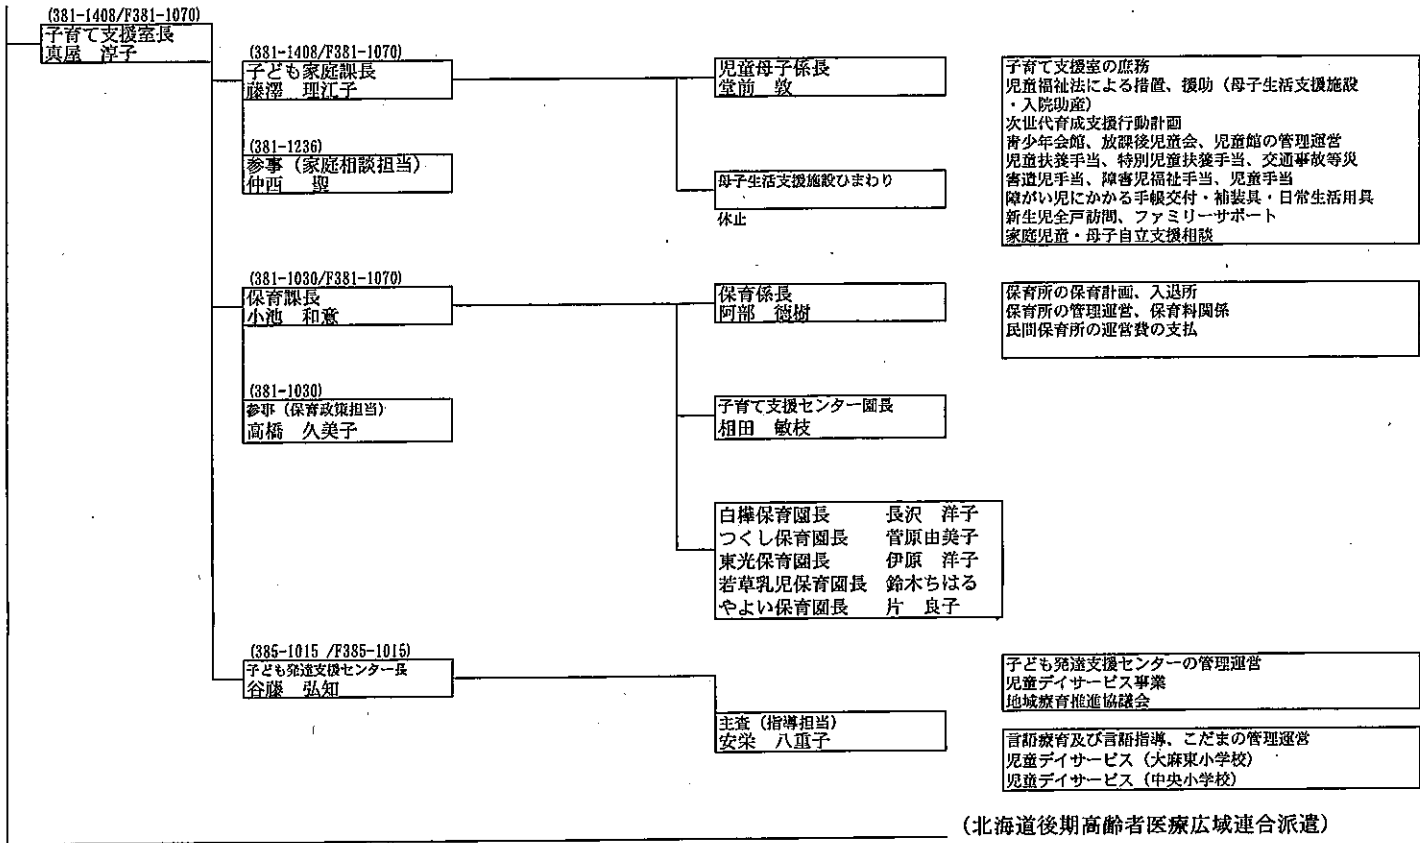 (381-1408/F381-1070)
子育て支援室長
真屋　淳子
(381-1408/F381-1070)
子ども家庭課長
藤澤　理江子
(381-1236)
参事（家庭相談担当）
仲西　聖
児童母子係長
堂前　敦
母子生活支援施設ひまわり
休止
子育て支援室の庶務
児童福祉法による措置、援助（母子生活支援施設
・入院助産）
次世代育成支援行動計画
青少年会館、放課後児童会、児童館の管理運営
児童扶養手当、特別児童扶養手当、交通事故等災
害遺児手当、障害児福祉手当、児童手当
障がい児にかかる手帳交付・補装具・日常生活用具
新生児全戸訪問、ファミリーサポート
家庭児童・母子自立支援相談
(381-1030/F381-1070)
保育課長
小池　和意
(381-1030)
参事（保育政策担当）
高橋　久美子
保育係長
阿部　徳樹
子育て支援センター園長
相田　敏枝
白樺保育園長　長沢　洋子
つくし保育園長　菅原由美子
東光保育園長　伊原　洋子
若草乳児保育園長　鈴木ちはる
やよい保育園長　片　良子
保育所の保育計画、入退所
保育所の管理運営、保育料関係
民間保育所の運営費の支払
(385-1015 /F385-1015)
子ども発達支援センター長
谷藤　弘知
主査（指導担当）
安栄　八重子
子ども発達支援センターの管理運営
児童デイサービス事業
地域療育推進協議会
言語療育及び言語指導、こだまの管理運営
児童デイサービス（大麻東小学校）
児童デイサービス（中央小学校）
（北海道後期高齢者医療広域連合派遣）